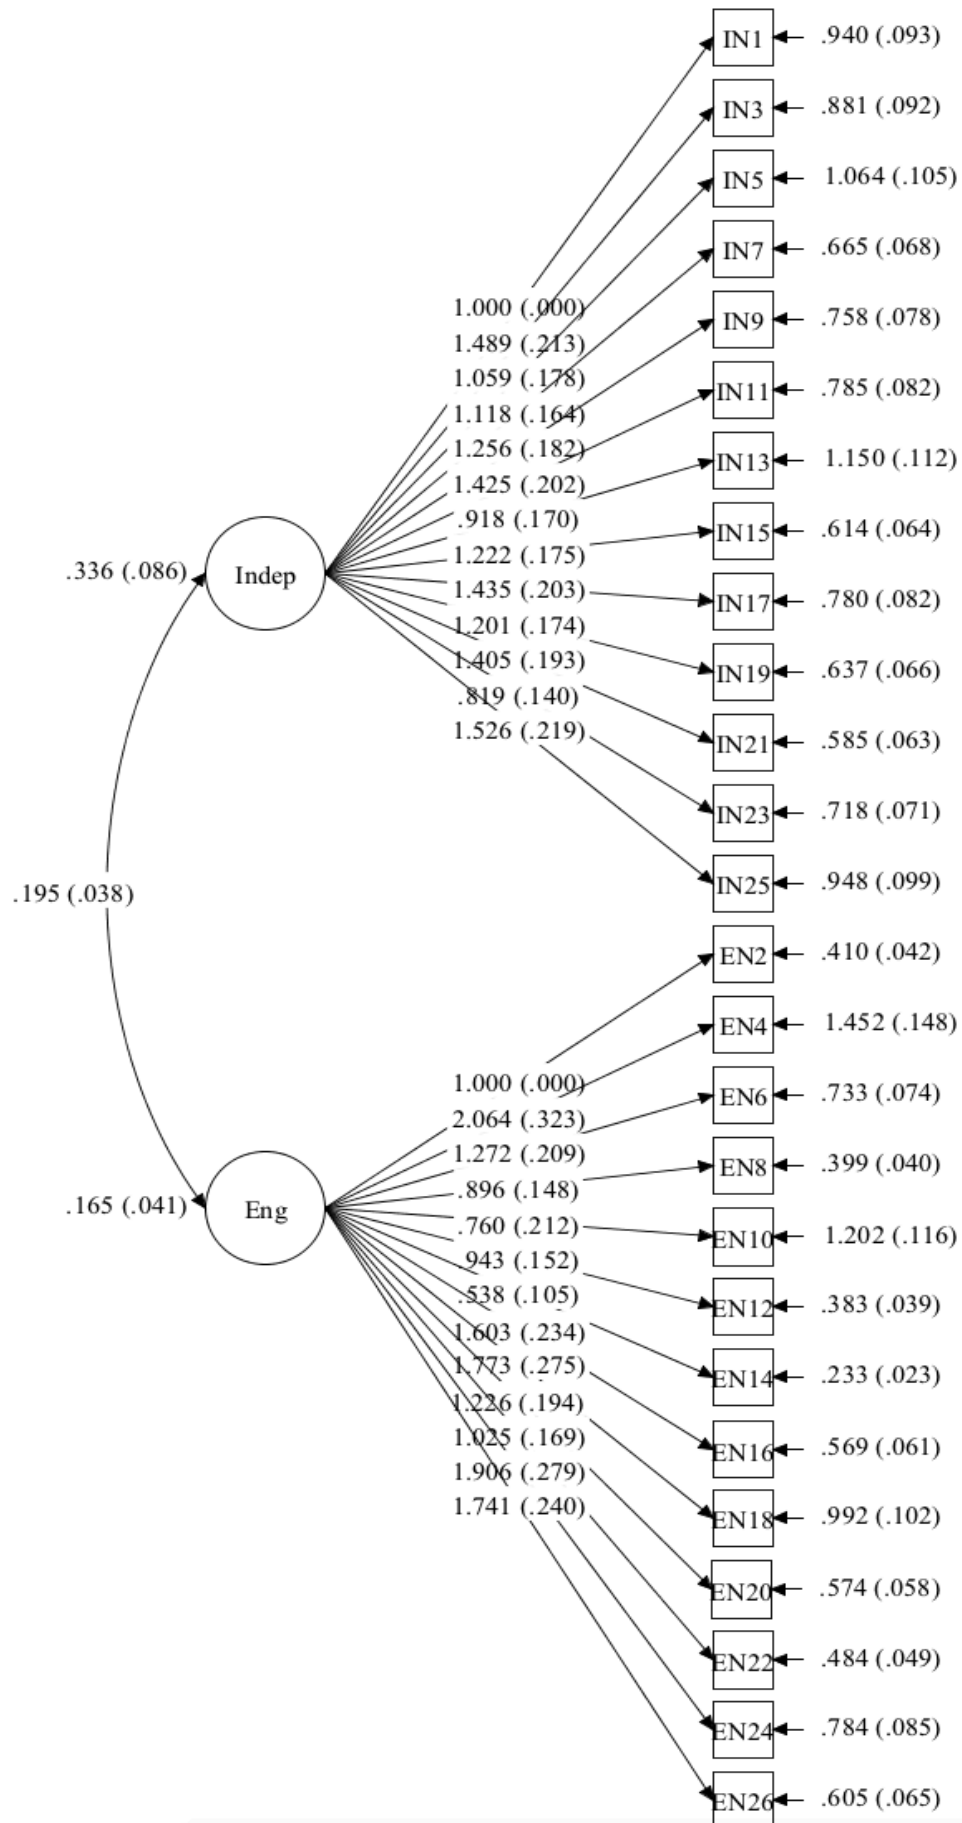 IN1 .940 (.093)
IN3 .881 (.092)
IN5 1.064 (.105)
IN7 .665 (.068)
1.000 (.000)
IN9 .758 (.078)
1.489 (.213)
1.059 (.178)
IN11 .785 (.082)
1.118 (.164)
1.256 (.182)
IN13 1.150 (.112)
1.425 (.202)
.918 (.170)
IN15 .614 (.064)
1.222 (.175)
.336 (.086) Indep
1.435 (.203)
IN17 .780 (.082)
1.201 (.174)
1.405 (.193)
IN19 .637 (.066)
.819 (.140)
1.526 (.219)
IN21 .585 (.063)
IN23 .718 (.071)
IN25 .948 (.099)
.195 (.038)
EN2 .410 (.042)
EN4 1.452 (.148)
1.000 (.000)
EN6 .733 (.074)
2.064 (.323)
1.272 (.209)
EN8 .399 (.040)
.896 (.148)
.165 (.041) Eng
.760 (.212)
EN10 1.202 (.116)
.943 (.152)
.538 (.105)
EN12 .383 (.039)
1.603 (.234)
1.773 (.275)
EN14 .233 (.023)
1.226 (.194)
1.025 (.169)
EN16 .569 (.061)
1.906 (.279)
1.741 (.240)
EN18 .992 (.102)
EN20 .574 (.058)
EN22 .484 (.049)
EN24 .784 (.085)
EN26 .605 (.065)